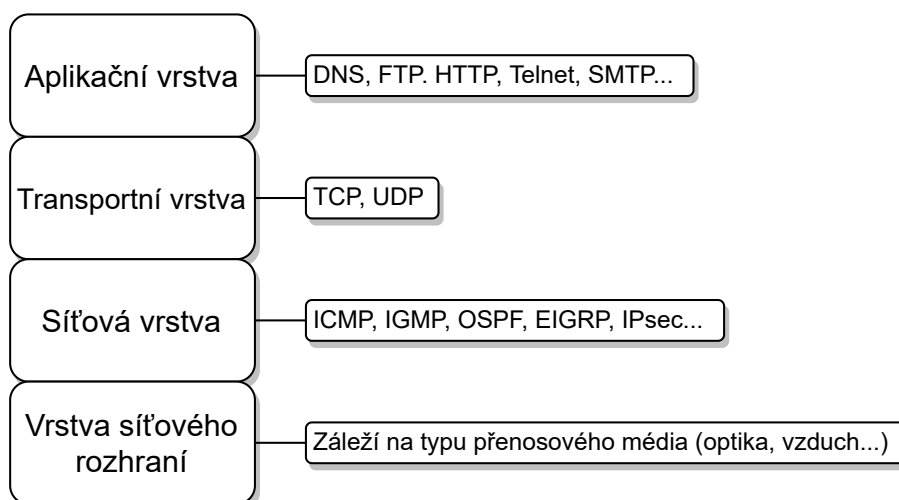 Aplikační vrstva
DNS, FTP. HTTP, Telnet, SMTP...
Transportní vrstva
TCP, UDP
Síťová vrstva
ICMP, IGMP, OSPF, EIGRP, IPsec...
Vrstva síťového
rozhraní
Záleží na typu přenosového média (optika, vzduch...)